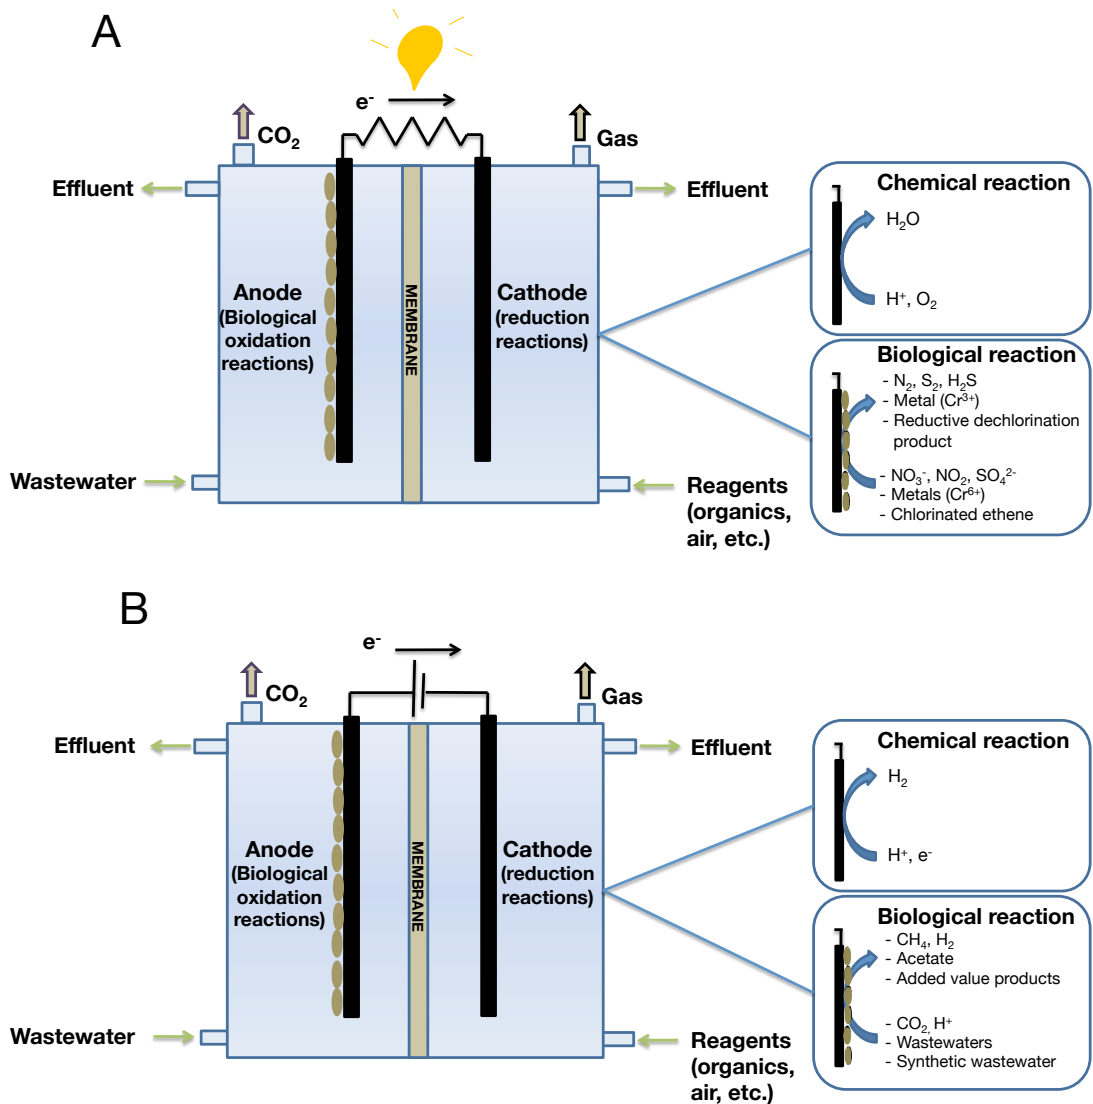 A
e-
CO2
Gas
Effluent
Effluent
Anode
(Biological
oxidation
reactions)
MEMBRANE
Cathode
(reduction
reactions)
Wastewater
Reagents
(organics,
air, etc.)
Chemical reaction
H2O
H+, O2
Biological reaction
- N2, S2, H2S
- Metal (Cr3+)
- Reductive dechlorination
product
- NO3-, NO2, SO42-
- Metals (Cr6+)
- Chlorinated ethene
B
e-
CO2
Gas
Effluent
Effluent
Anode
(Biological
oxidation
reactions)
MEMBRANE
Cathode
(reduction
reactions)
Wastewater
Reagents
(organics,
air, etc.)
Chemical reaction
H2
H+, e-
Biological reaction
- CH4, H2
- Acetate
- Added value products
- CO2, H+
- Wastewaters
- Synthetic wastewater